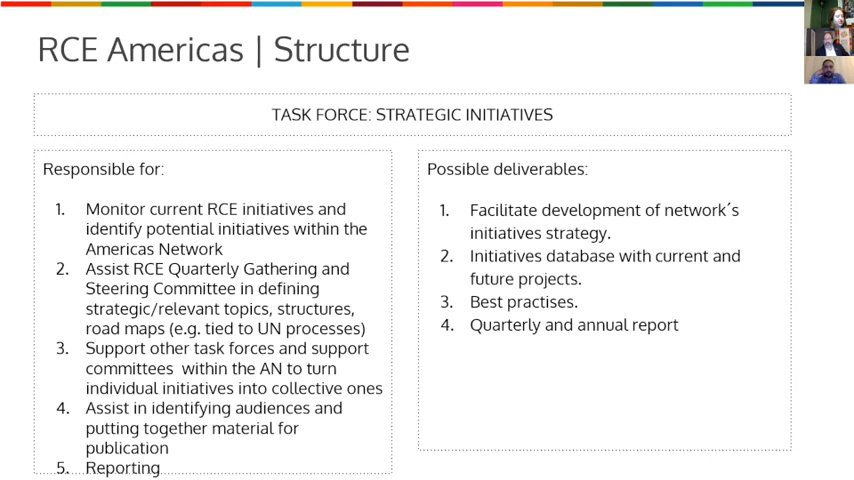 RCE Americas | Structure
TASK FORCE: STRATEGIC INITIATIVES
Responsible for:
1. Monitor current RCE initiatives and
identify potential initiatives within the
Americas Network
2. Assist RCE Quarterly Gathering and
Steering Committee in defining
strategic/relevant topics, structures,
road maps (e.g. tied to UN processes)
3. Support other task forces and support
committees  within the AN to turn
individual initiatives into collective ones
4. Assist in identifying audiences and
putting together material for
publication
5. Reporting
Possible deliverables:
1. Facilitate development of network´s
initiatives strategy.
2. Initiatives database with current and
future projects.
3. Best practises.
4. Quarterly and annual report